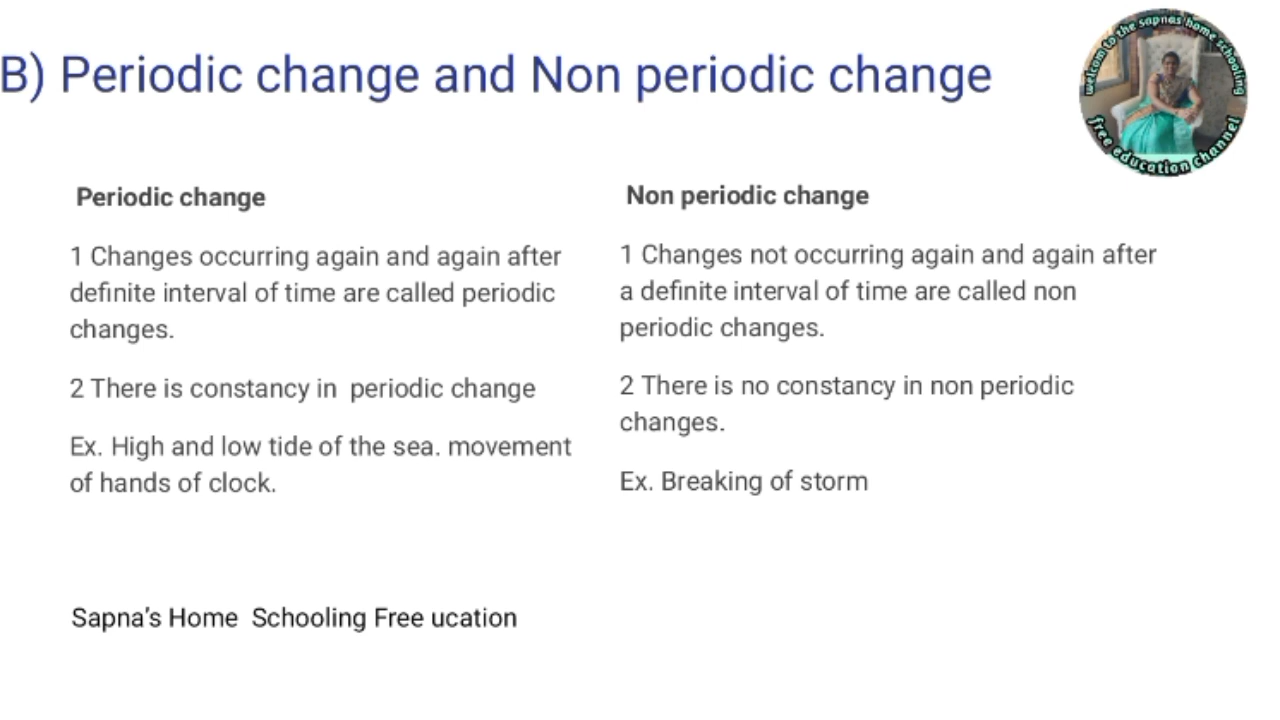 B) Periodic change and Non periodic change
welcom to the sapnas home schooling
free education channel
Periodic change
1 Changes occurring again and again after
definite interval of time are called periodic
changes.
2 There is constancy in  periodic change
Ex. High and low tide of the sea. movement
of hands of clock.
Non periodic change
1 Changes not occurring again and again after
a definite interval of time are called non
periodic changes.
2 There is no constancy in non periodic
changes.
Ex. Breaking of storm
Sapna's Home  Schooling Free ucation